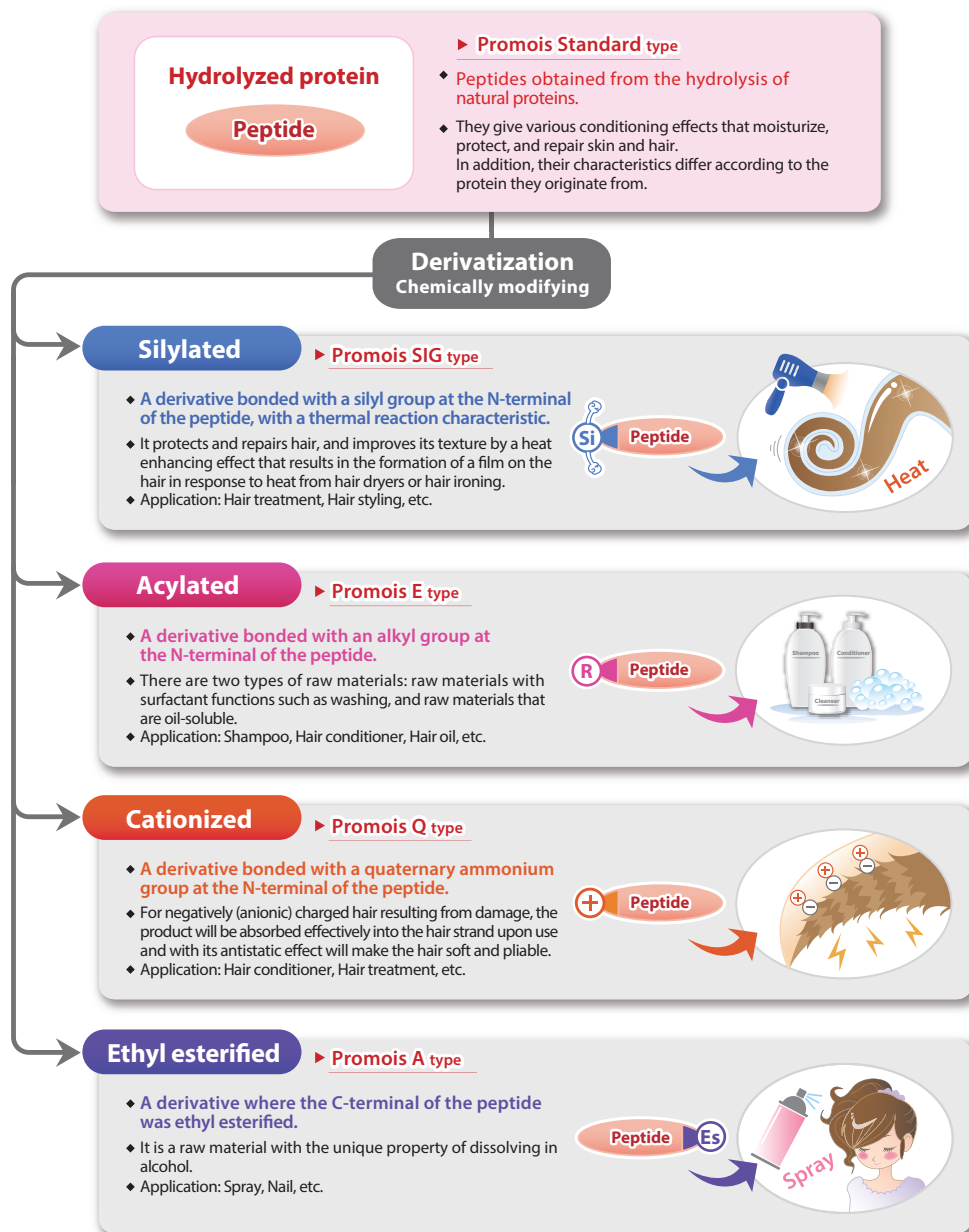 Hydrolyzed protein
Peptide
▶ Promois Standard type
◆ Peptides obtained from the hydrolysis of
natural proteins.
◆ They give various conditioning effects that moisturize,
protect, and repair skin and hair.
In addition, their characteristics differ according to the
protein they originate from.
Derivatization
Chemically modifying
Silylated
▶ Promois SIG type
◆ A derivative bonded with a silyl group at the N-terminal
of the peptide, with a thermal reaction characteristic.
◆ It protects and repairs hair, and improves its texture by a heat
enhancing effect that results in the formation of a film on the
hair in response to heat from hair dryers or hair ironing.
◆ Application: Hair treatment, Hair styling, etc.
Si Peptide
Heat
Acylated
▶ Promois E type
◆ A derivative bonded with an alkyl group at
the N-terminal of the peptide.
◆ There are two types of raw materials: raw materials with
surfactant functions such as washing, and raw materials that
are oil-soluble.
◆ Application: Shampoo, Hair conditioner, Hair oil, etc.
R Peptide
Shampoo
Conditioner
Cleanser
Cationized
▶ Promois Q type
◆ A derivative bonded with a quaternary ammonium
group at the N-terminal of the peptide.
◆ For negatively (anionic) charged hair resulting from damage, the
product will be absorbed effectively into the hair strand upon use
and with its antistatic effect will make the hair soft and pliable.
◆ Application: Hair conditioner, Hair treatment, etc.
+ Peptide
+ + +
− − −
Ethyl esterified
▶ Promois A type
◆ A derivative where the C-terminal of the peptide
was ethyl esterified.
◆ It is a raw material with the unique property of dissolving in
alcohol.
◆ Application: Spray, Nail, etc.
Peptide Es
Spray